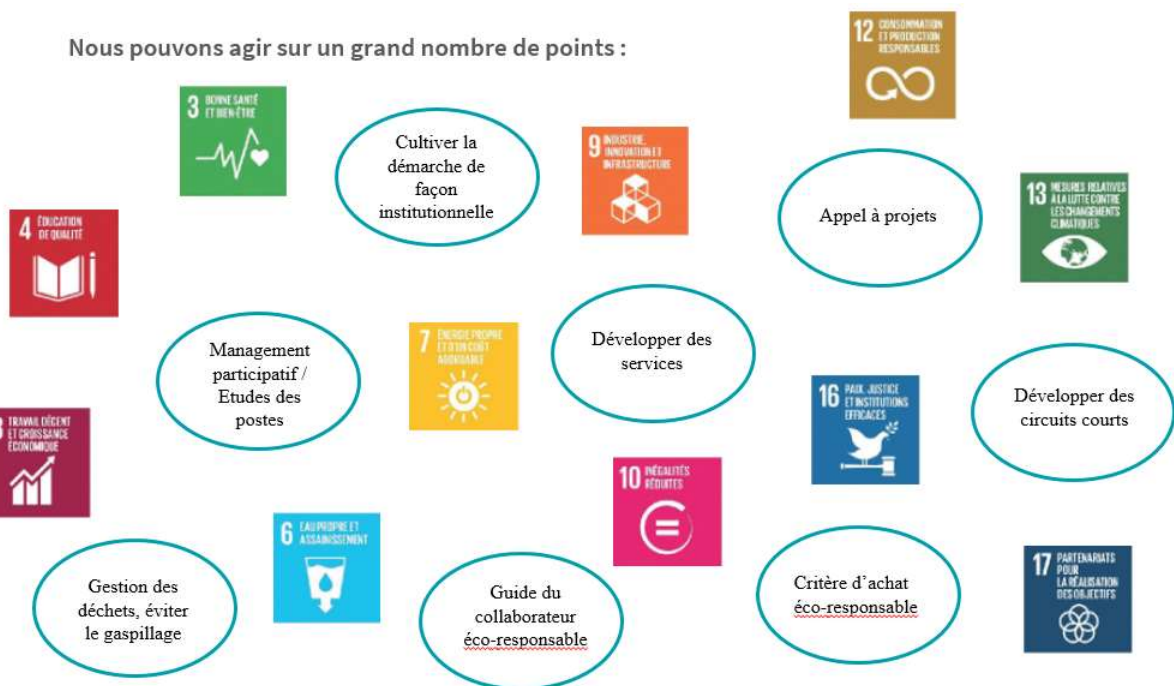 Nous pouvons agir sur un grand nombre de points :
12 CONSOMMATION
ET PRODUCTION
RESPONSABLES
3 BONNE SANTÉ
ET BIEN-ÊTRE
Cultiver la
démarche de
façon
institutionnelle
9 INDUSTRIE,
INNOVATION ET
INFRASTRUCTURE
Appel à projets
13 MESURES RELATIVES
À LA LUTTE CONTRE
LES CHANGEMENTS
CLIMATIQUES
4 ÉDUCATION
DE QUALITÉ
Management
participatif /
Etudes des
postes
7 ÉNERGIE PROPRE
ET D'UN COÛT
ABORDABLE
Développer des
services
16 PAIX, JUSTICE
ET INSTITUTIONS
EFFICACES
Développer des
circuits courts
TRAVAIL DÉCENT
ET CROISSANCE
ÉCONOMIQUE
10 INÉGALITÉS
RÉDUITES
6 EAU PROPRE ET
ASSAINISSEMENT
Gestion des
déchets, éviter
le gaspillage
Guide du
collaborateur
éco-responsable
Critère d'achat
éco-responsable
17 PARTENARIATS
POUR
LA RÉALISATION
DES OBJECTIFS